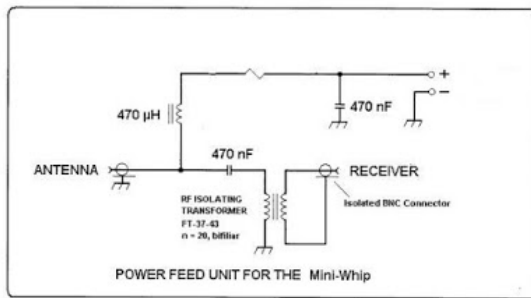 +
470 µH
470 nF
−
ANTENNA
470 nF
RECEIVER
RF ISOLATING
TRANSFORMER
FT-37-43
n = 20, bifiliar
Isolated BNC Connector
POWER FEED UNIT FOR THE Mini-Whip